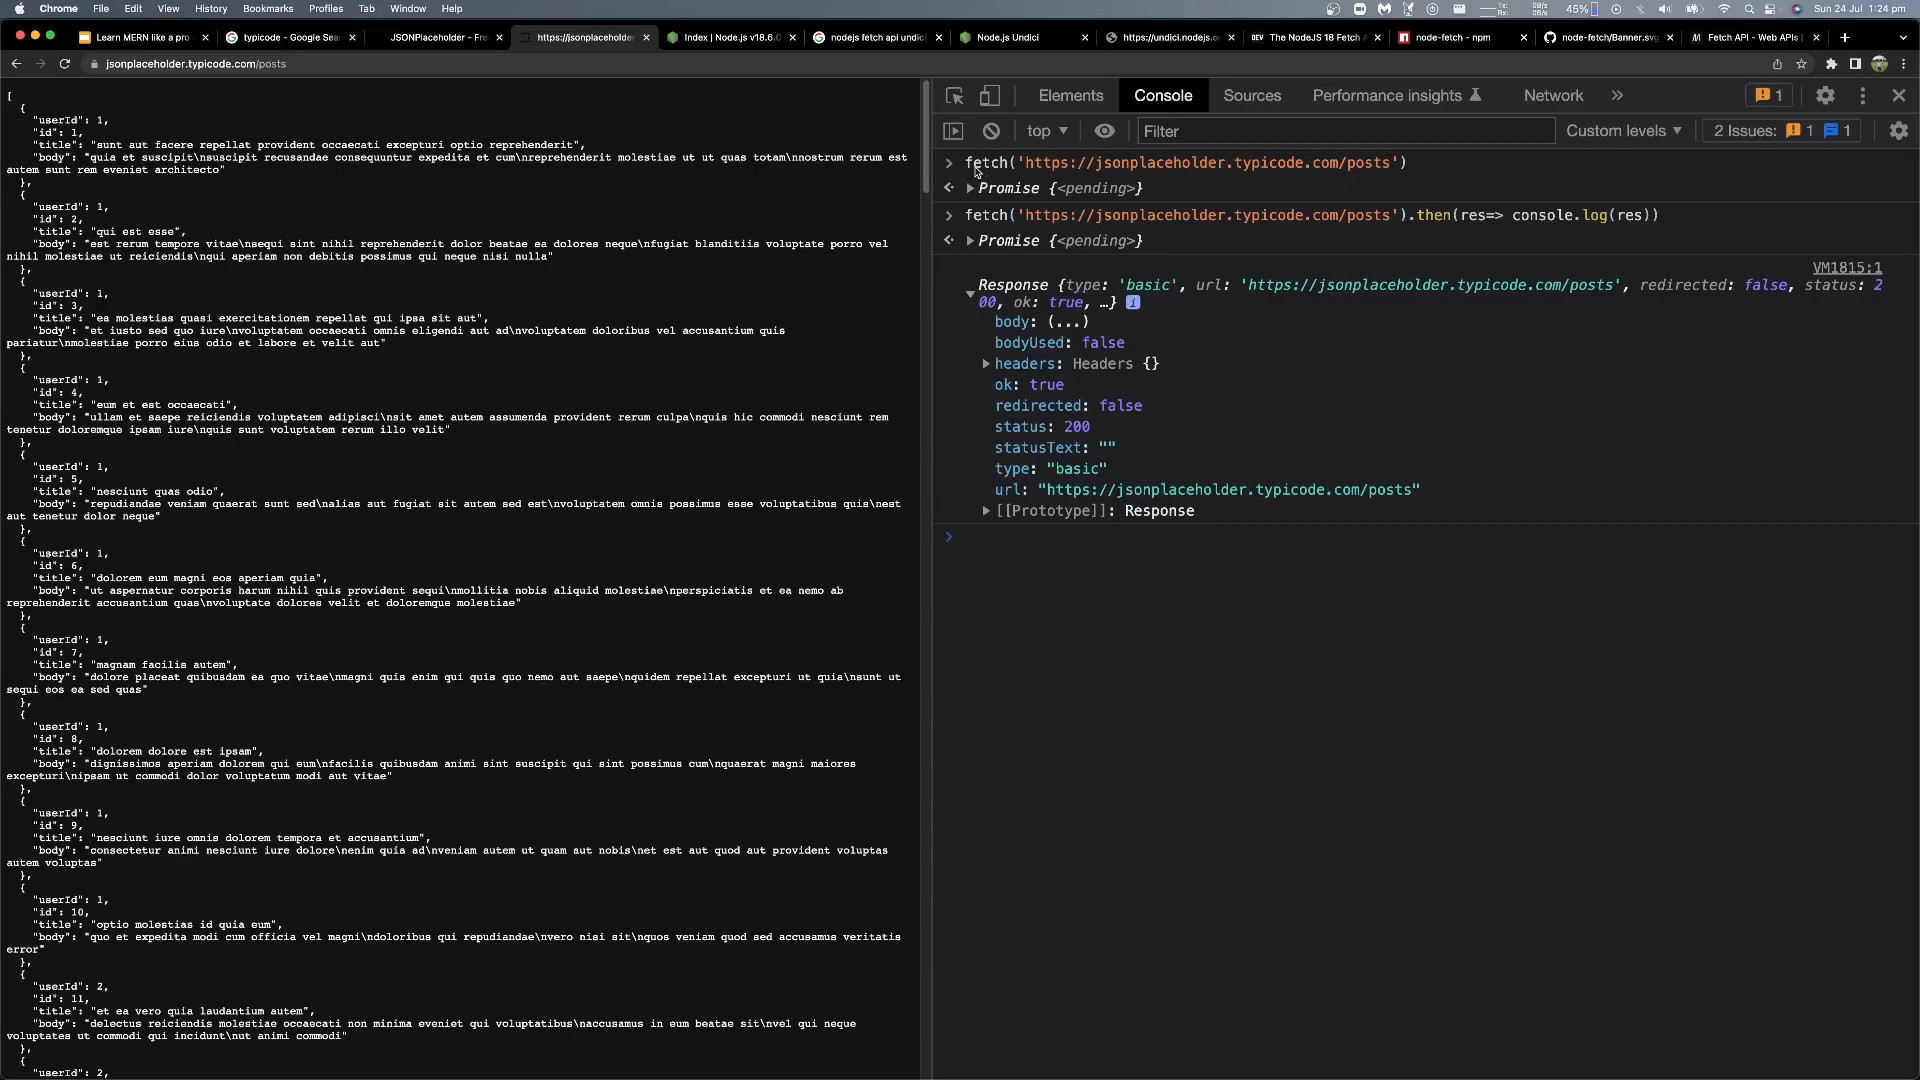 Chrome File Edit View History Bookmarks Profiles Tab Window Help
45% Sun 24 Jul 1:24 pm
Learn MERN like a pro
typicode - Google Sea
JSONPlaceholder - Fre
https://jsonplaceholde
Index | Node.js v18.6.0
nodejs fetch api undici
Node.js Undici
https://undici.nodejs.o
The NodeJS 18 Fetch A
node-fetch - npm
node-fetch/Banner.svg
Fetch API - Web APIs |
jsonplaceholder.typicode.com/posts
[
{
"userId": 1,
"id": 1,
"title": "sunt aut facere repellat provident occaecati excepturi optio reprehenderit",
"body": "quia et suscipit\nsuscipit recusandae consequuntur expedita et cum\nreprehenderit molestiae ut ut quas totam\nnostrum rerum est
autem sunt rem eveniet architecto"
},
{
"userId": 1,
"id": 2,
"title": "qui est esse",
"body": "est rerum tempore vitae\nsequi sint nihil reprehenderit dolor beatae ea dolores neque\nfugiat blanditiis voluptate porro vel
nihil molestiae ut reiciendis\nqui aperiam non debitis possimus qui neque nisi nulla"
},
{
"userId": 1,
"id": 3,
"title": "ea molestias quasi exercitationem repellat qui ipsa sit aut",
"body": "et iusto sed quo iure\nvoluptatem occaecati omnis eligendi aut ad\nvoluptatem doloribus vel accusantium quis
pariatur\nmolestiae porro eius odio et labore et velit aut"
},
{
"userId": 1,
"id": 4,
"title": "eum et est occaecati",
"body": "ullam et saepe reiciendis voluptatem adipisci\nsit amet autem assumenda provident rerum culpa\nquis hic commodi nesciunt rem
tenetur doloremque ipsam iure\nquis sunt voluptatem rerum illo velit"
},
{
"userId": 1,
"id": 5,
"title": "nesciunt quas odio",
"body": "repudiandae veniam quaerat sunt sed\nalias aut fugiat sit autem sed est\nvoluptatem omnis possimus esse voluptatibus quis\nest
aut tenetur dolor neque"
},
{
"userId": 1,
"id": 6,
"title": "dolorem eum magni eos aperiam quia",
"body": "ut aspernatur corporis harum nihil quis provident sequi\nmollitia nobis aliquid molestiae\nperspiciatis et ea nemo ab
reprehenderit accusantium quas\nvoluptate dolores velit et doloremque molestiae"
},
{
"userId": 1,
"id": 7,
"title": "magnam facilis autem",
"body": "dolore placeat quibusdam ea quo vitae\nmagni quis enim qui quis quo nemo aut saepe\nquidem repellat excepturi ut quia\nsunt ut
sequi eos ea sed quas"
},
{
"userId": 1,
"id": 8,
"title": "dolorem dolore est ipsam",
"body": "dignissimos aperiam dolorem qui eum\nfacilis quibusdam animi sint suscipit qui sint possimus cum\nquaerat magni maiores
excepturi\nipsam ut commodi dolor voluptatum modi aut vitae"
},
{
"userId": 1,
"id": 9,
"title": "nesciunt iure omnis dolorem tempora et accusantium",
"body": "consectetur animi nesciunt iure dolore\nenim quia ad\nveniam autem ut quam aut nobis\net est aut quod aut provident voluptas
autem voluptas"
},
{
"userId": 1,
"id": 10,
"title": "optio molestias id quia eum",
"body": "quo et expedita modi cum officia vel magni\ndoloribus qui repudiandae\nvero nisi sit\nquos veniam quod sed accusamus veritatis
error"
},
{
"userId": 2,
"id": 11,
"title": "et ea vero quia laudantium autem",
"body": "delectus reiciendis molestiae occaecati non minima eveniet qui voluptatibus\naccusamus in eum beatae sit\nvel qui neque
voluptates ut commodi qui incidunt\nut animi commodi"
},
{
"userId": 2,
Elements Console Sources Performance insights Network » 1
top Filter Custom levels 2 Issues: 1 1
fetch('https://jsonplaceholder.typicode.com/posts')
Promise {<pending>}
fetch('https://jsonplaceholder.typicode.com/posts').then(res=> console.log(res))
Promise {<pending>}
VM1815:1
Response {type: 'basic', url: 'https://jsonplaceholder.typicode.com/posts', redirected: false, status: 2
00, ok: true, …} i
body: (...)
bodyUsed: false
headers: Headers {}
ok: true
redirected: false
status: 200
statusText: ""
type: "basic"
url: "https://jsonplaceholder.typicode.com/posts"
[[Prototype]]: Response